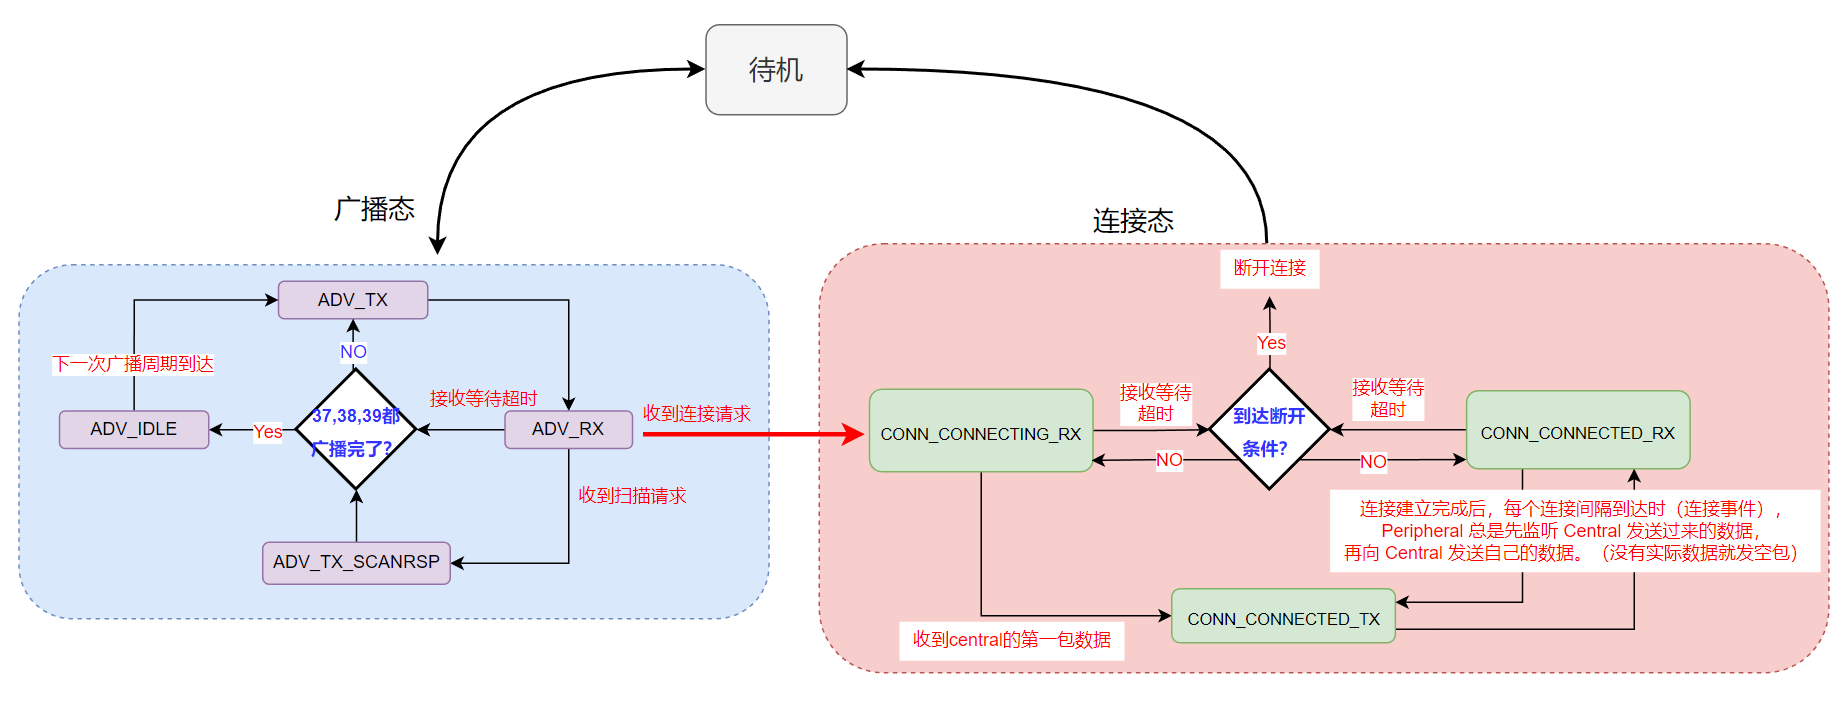 待机
广播态
连接态
ADV_TX
NO
下一次广播周期到达
37,38,39都
广播完了?
接收等待超时
ADV_IDLE
Yes
ADV_RX
收到扫描请求
ADV_TX_SCANRSP
收到连接请求
断开连接
Yes
接收等待
超时
接收等待
超时
CONN_CONNECTING_RX
到达断开
条件?
CONN_CONNECTED_RX
NO
NO
连接建立完成后，每个连接间隔到达时（连接事件），
Peripheral 总是先监听 Central 发送过来的数据，
再向 Central 发送自己的数据。（没有实际数据就发空包）
CONN_CONNECTED_TX
收到central的第一包数据